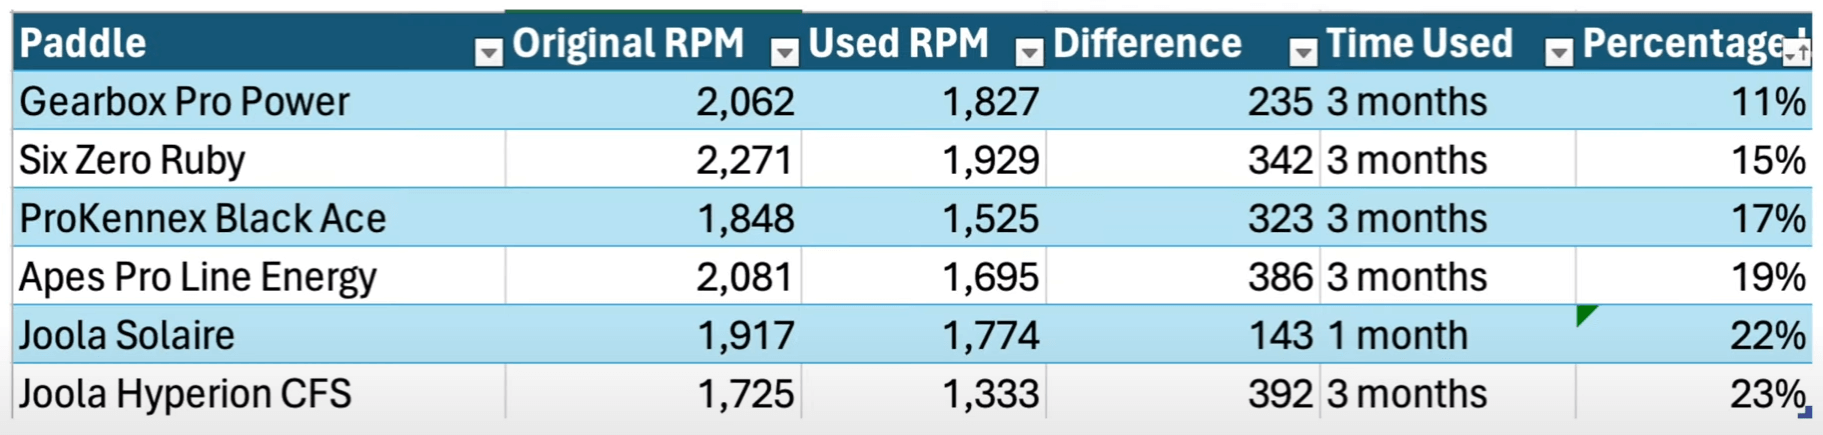 Paddle Original RPM Used RPM Difference Time Used Percentage
Gearbox Pro Power 2,062 1,827 235 3 months 11%
Six Zero Ruby 2,271 1,929 342 3 months 15%
ProKennex Black Ace 1,848 1,525 323 3 months 17%
Apes Pro Line Energy 2,081 1,695 386 3 months 19%
Joola Solaire 1,917 1,774 143 1 month 22%
Joola Hyperion CFS 1,725 1,333 392 3 months 23%